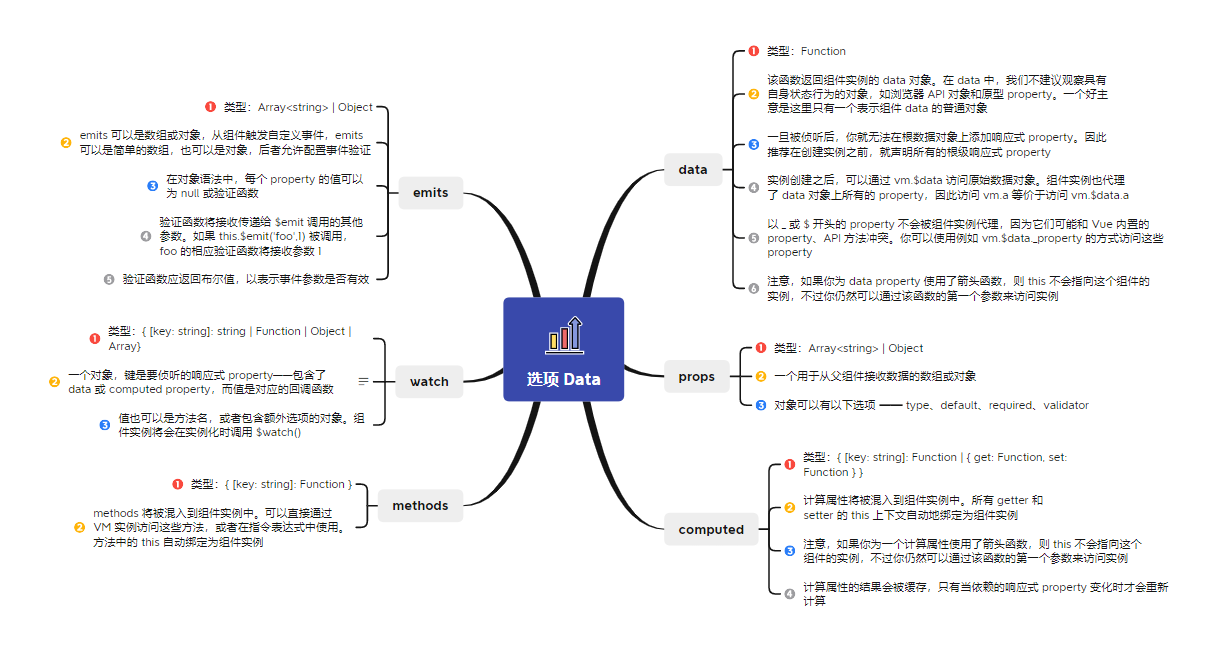 选项 Data
data
1 类型：Function
2 该函数返回组件实例的 data 对象。在 data 中，我们不建议观察具有
自身状态行为的对象，如浏览器 API 对象和原型 property。一个好主
意是这里只有一个表示组件 data 的普通对象
3 一旦被侦听后，你就无法在根数据对象上添加响应式 property。因此
推荐在创建实例之前，就声明所有的根级响应式 property
4 实例创建之后，可以通过 vm.$data 访问原始数据对象。组件实例也代理
了 data 对象上所有的 property，因此访问 vm.a 等价于访问 vm.$data.a
5 以 _ 或 $ 开头的 property 不会被组件实例代理，因为它们可能和 Vue 内置的
property、API 方法冲突。你可以使用例如 vm.$data._property 的方式访问这些
property
6 注意，如果你为 data property 使用了箭头函数，则 this 不会指向这个组件的
实例，不过你仍然可以通过该函数的第一个参数来访问实例
props
1 类型：Array<string> | Object
2 一个用于从父组件接收数据的数组或对象
3 对象可以有以下选项 —— type、default、required、validator
computed
1 类型：{ [key: string]: Function | { get: Function, set:
Function } }
2 计算属性将被混入到组件实例中。所有 getter 和
setter 的 this 上下文自动地绑定为组件实例
3 注意，如果你为一个计算属性使用了箭头函数，则 this 不会指向这个
组件的实例，不过你仍然可以通过该函数的第一个参数来访问实例
4 计算属性的结果会被缓存，只有当依赖的响应式 property 变化时才会重新
计算
emits
1 类型：Array<string> | Object
2 emits 可以是数组或对象，从组件触发自定义事件，emits
可以是简单的数组，也可以是对象，后者允许配置事件验证
3 在对象语法中，每个 property 的值可以
为 null 或验证函数
4 验证函数将接收传递给 $emit 调用的其他
参数。如果 this.$emit('foo',1) 被调用，
foo 的相应验证函数将接收参数 1
5 验证函数应返回布尔值，以表示事件参数是否有效
watch
1 类型：{ [key: string]: string | Function | Object |
Array}
2 一个对象，键是要侦听的响应式 property——包含了
data 或 computed property，而值是对应的回调函数
3 值也可以是方法名，或者包含额外选项的对象。组
件实例将会在实例化时调用 $watch()
methods
1 类型：{ [key: string]: Function }
2 methods 将被混入到组件实例中。可以直接通过
VM 实例访问这些方法，或者在指令表达式中使用。
方法中的 this 自动绑定为组件实例